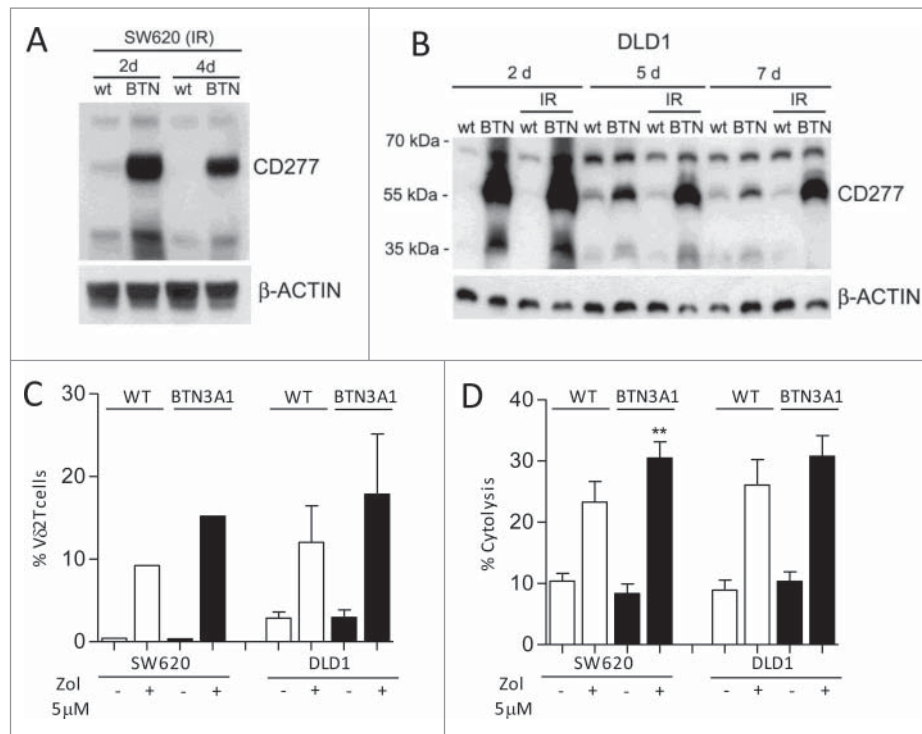 A
SW620 (IR)
2d 4d
wt BTN wt BTN
CD277
β-ACTIN
B
DLD1
2 d 5 d 7 d
IR IR IR
wt BTN wt BTN wt BTN wt BTN wt BTN wt BTN
70 kDa -
55 kDa -
CD277
35 kDa -
β-ACTIN
C
WT BTN3A1 WT BTN3A1
30
20
10
0
% Vδ2Tcells
SW620 DLD1
Zol - + - + - + - +
5μM
D
WT BTN3A1 WT BTN3A1
**
40
30
20
10
0
% Cytolysis
SW620 DLD1
Zol - + - + - + - +
5μM